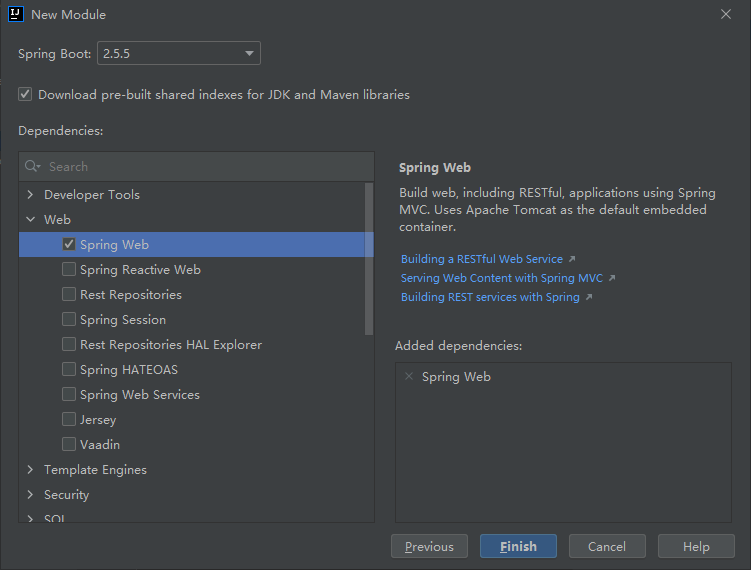 New Module
Spring Boot: 2.5.5
Download pre-built shared indexes for JDK and Maven libraries
Dependencies:
Search
Developer Tools
Web
Spring Web
Spring Reactive Web
Rest Repositories
Spring Session
Rest Repositories HAL Explorer
Spring HATEOAS
Spring Web Services
Jersey
Vaadin
Template Engines
Security
SQL
Spring Web
Build web, including RESTful, applications using Spring
MVC. Uses Apache Tomcat as the default embedded
container.
Building a RESTful Web Service
Serving Web Content with Spring MVC
Building REST services with Spring
Added dependencies:
Spring Web
Previous
Finish
Cancel
Help